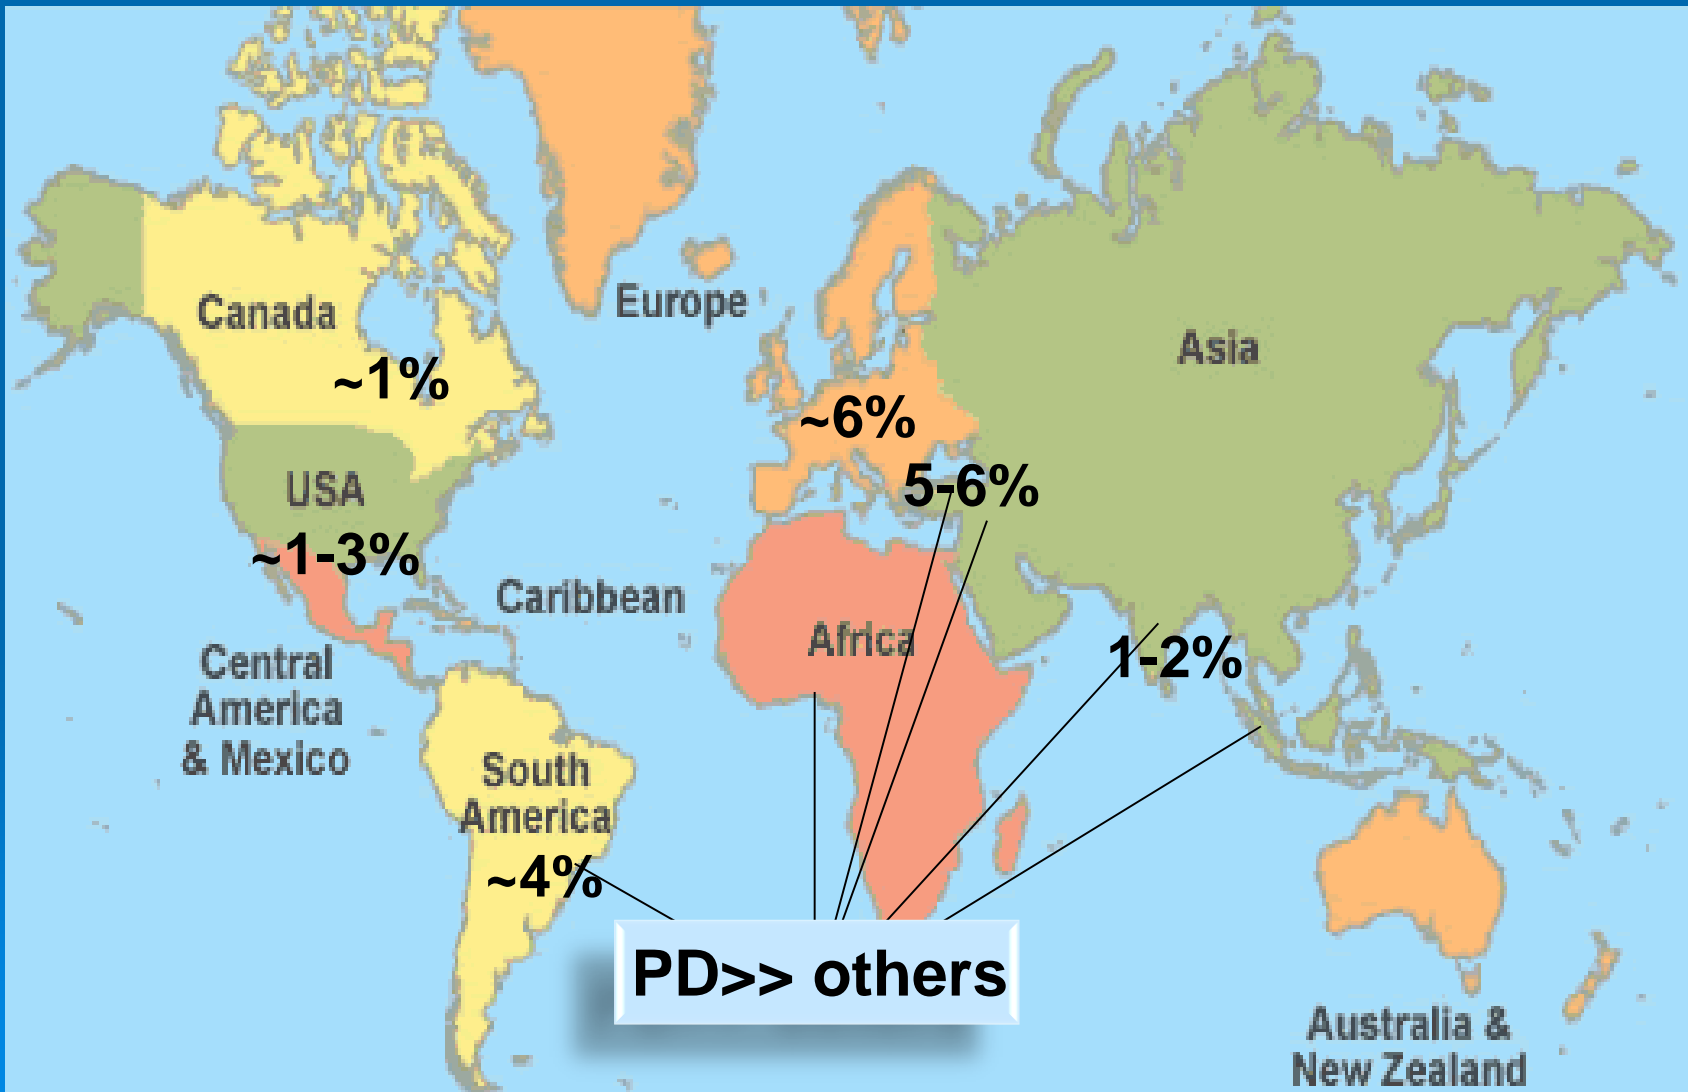 Canada
~1%
Europe
Asia
~6%
5-6%
USA
~1-3%
Caribbean
Africa
1-2%
Central
America
& Mexico
South
America
~4%
PD>> others
Australia &
New Zealand